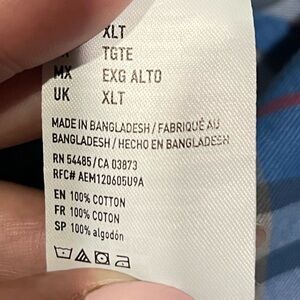 XLT
TGTE
MX EXG ALTO
UK XLT
MADE IN BANGLADESH / FABRIQUÉ AU
BANGLADESH / HECHO EN BANGLADESH
RN 54485 / CA 03873
RFC# AEM120605U9A
EN 100% COTTON
FR 100% COTON
SP 100% algodón